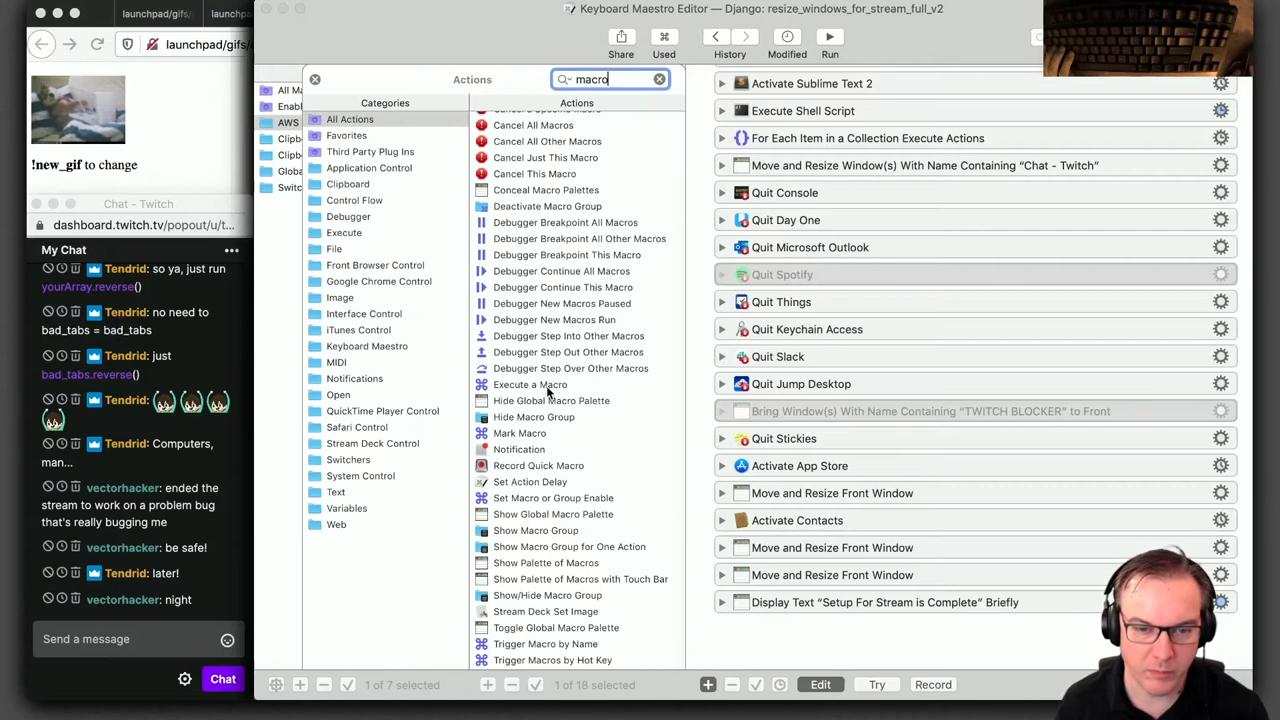 launchpad/gifs/
launchpad/gifs/
launchpad/gifs/
!new_gif to change
Chat - Twitch
dashboard.twitch.tv/popout/u/t...
My Chat
Tendrid: so ya, just run
yourArray.reverse()
Tendrid: no need to
bad_tabs = bad_tabs
Tendrid: just
bad_tabs.reverse()
Tendrid:
Tendrid: Computers,
man...
vectorhacker: ended the
stream to work on a problem bug
that's really bugging me
vectorhacker: be safe!
Tendrid: later!
vectorhacker: night
Send a message
Chat
Keyboard Maestro Editor – Django: resize_windows_for_stream_full_v2
Share
Used
History
Modified
Run
Actions
macro
Categories
Actions
All Ma
Enabl
AWS
Clipb
Clipb
Globa
Switc
All Actions
Favorites
Third Party Plug Ins
Application Control
Clipboard
Control Flow
Debugger
Execute
File
Front Browser Control
Google Chrome Control
Image
Interface Control
iTunes Control
Keyboard Maestro
MIDI
Notifications
Open
QuickTime Player Control
Safari Control
Stream Deck Control
Switchers
System Control
Text
Variables
Web
Cancel All Macros
Cancel All Other Macros
Cancel Just This Macro
Cancel This Macro
Conceal Macro Palettes
Deactivate Macro Group
Debugger Breakpoint All Macros
Debugger Breakpoint All Other Macros
Debugger Breakpoint This Macro
Debugger Continue All Macros
Debugger Continue This Macro
Debugger New Macros Paused
Debugger New Macros Run
Debugger Step Into Other Macros
Debugger Step Out Other Macros
Debugger Step Over Other Macros
Execute a Macro
Hide Global Macro Palette
Hide Macro Group
Mark Macro
Notification
Record Quick Macro
Set Action Delay
Set Macro or Group Enable
Show Global Macro Palette
Show Macro Group
Show Macro Group for One Action
Show Palette of Macros
Show Palette of Macros with Touch Bar
Show/Hide Macro Group
Stream Deck Set Image
Toggle Global Macro Palette
Trigger Macro by Name
Trigger Macros by Hot Key
Activate Sublime Text 2
Execute Shell Script
For Each Item in a Collection Execute Actions
Move and Resize Window(s) With Name Containing “Chat - Twitch”
Quit Console
Quit Day One
Quit Microsoft Outlook
Quit Spotify
Quit Things
Quit Keychain Access
Quit Slack
Quit Jump Desktop
Bring Window(s) With Name Containing “TWITCH BLOCKER” to Front
Quit Stickies
Activate App Store
Move and Resize Front Window
Activate Contacts
Move and Resize Front Window
Move and Resize Front Window
Display Text “Setup For Stream is Complete” Briefly
1 of 7 selected
1 of 18 selected
Edit
Try
Record